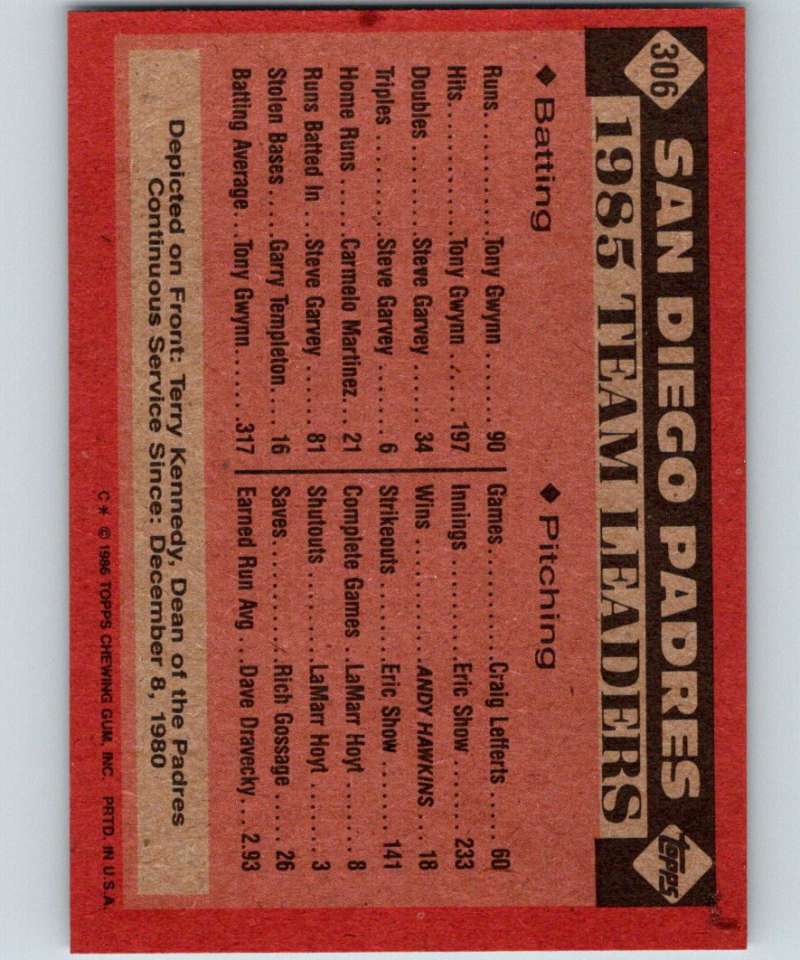 306
SAN DIEGO PADRES
1985 TEAM LEADERS
TOPPS
◆ Batting
Runs...........Tony Gwynn ...... 90
Hits............Tony Gwynn ..... 197
Doubles.......Steve Garvey ..... 34
Triples.........Steve Garvey ..... 6
Home Runs .....Carmelo Martinez... 21
Runs Batted In ...Steve Garvey ..... 81
Stolen Bases.....Garry Templeton.... 16
Batting Average...Tony Gwynn......317
◆ Pitching
Games...........Craig Lefferts ..... 60
Innings..........Eric Show ...... 233
Wins............ANDY HAWKINS... 18
Strikeouts........Eric Show ...... 141
Complete Games ..LaMarr Hoyt ..... 8
Shutouts.........LaMarr Hoyt ..... 3
Saves...........Rich Gossage ..... 26
Earned Run Avg ..Dave Dravecky... 2.93
Depicted on Front: Terry Kennedy, Dean of the Padres
Continuous Service Since: December 8, 1980
C* © 1986 TOPPS CHEWING GUM, INC. PRTD. IN U.S.A.